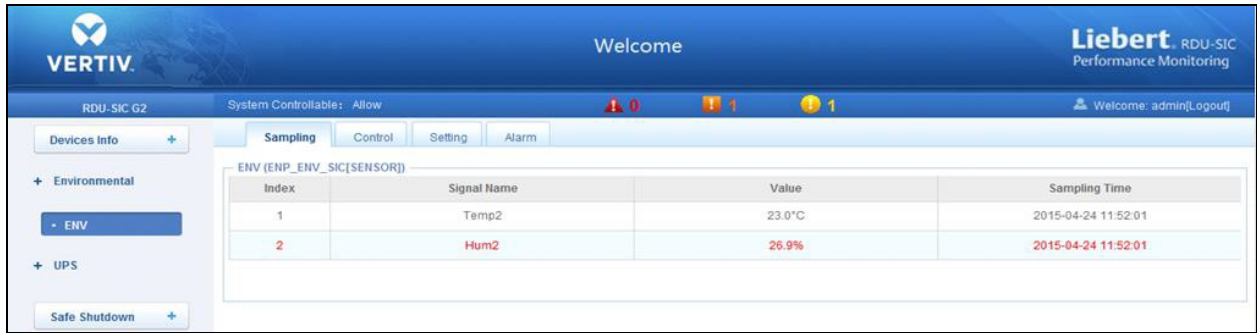 VERTIV.
Welcome
Liebert. RDU-SIC
Performance Monitoring
RDU-SIC G2
System Controllable: Allow
0
1
1
Welcome: admin[Logout]
Devices Info +
Sampling Control Setting Alarm
+ Environmental
ENV (ENP_ENV_SIC[SENSOR])
Index Signal Name Value Sampling Time
1 Temp2 23.0°C 2015-04-24 11:52:01
ENV
2 Hum2 26.9% 2015-04-24 11:52:01
+ UPS
Safe Shutdown +